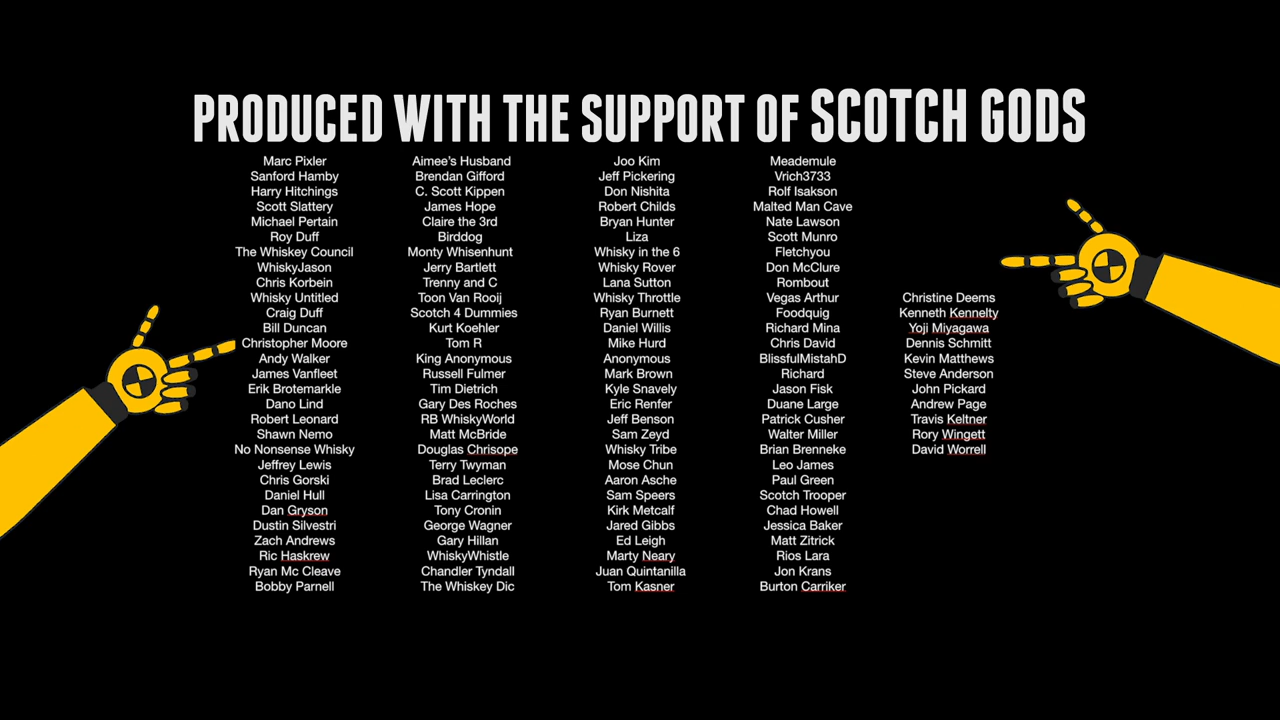 PRODUCED WITH THE SUPPORT OF SCOTCH GODS
Marc Pixler
Sanford Hamby
Harry Hitchings
Scott Slattery
Michael Pertain
Roy Duff
The Whiskey Council
WhiskyJason
Chris Korbein
Whisky Untitled
Craig Duff
Bill Duncan
Christopher Moore
Andy Walker
James Vanfleet
Erik Brotemarkle
Dano Lind
Robert Leonard
Shawn Nemo
No Nonsense Whisky
Jeffrey Lewis
Chris Gorski
Daniel Hull
Dan Gryson
Dustin Silvestri
Zach Andrews
Ric Haskrew
Ryan Mc Cleave
Bobby Parnell
Aimee's Husband
Brendan Gifford
C. Scott Kippen
James Hope
Claire the 3rd
Birddog
Monty Whisenhunt
Jerry Bartlett
Trenny and C
Toon Van Rooij
Scotch 4 Dummies
Kurt Koehler
Tom R
King Anonymous
Russell Fulmer
Tim Dietrich
Gary Des Roches
RB WhiskyWorld
Matt McBride
Douglas Chrisope
Terry Twyman
Brad Leclerc
Lisa Carrington
Tony Cronin
George Wagner
Gary Hillan
WhiskyWhistle
Chandler Tyndall
The Whiskey Dic
Joo Kim
Jeff Pickering
Don Nishita
Robert Childs
Bryan Hunter
Liza
Whisky in the 6
Whisky Rover
Lana Sutton
Whisky Throttle
Ryan Burnett
Daniel Willis
Mike Hurd
Anonymous
Mark Brown
Kyle Snavely
Eric Renfer
Jeff Benson
Sam Zeyd
Whisky Tribe
Mose Chun
Aaron Asche
Sam Speers
Kirk Metcalf
Jared Gibbs
Ed Leigh
Marty Neary
Juan Quintanilla
Tom Kasner
Meademule
Vrich3733
Rolf Isakson
Malted Man Cave
Nate Lawson
Scott Munro
Fletchyou
Don McClure
Rombout
Vegas Arthur
Foodquig
Richard Mina
Chris David
BlissfulMistahD
Richard
Jason Fisk
Duane Large
Patrick Cusher
Walter Miller
Brian Brenneke
Leo James
Paul Green
Scotch Trooper
Chad Howell
Jessica Baker
Matt Zitrick
Rios Lara
Jon Krans
Burton Carriker
Christine Deems
Kenneth Kennelty
Yoji Miyagawa
Dennis Schmitt
Kevin Matthews
Steve Anderson
John Pickard
Andrew Page
Travis Keltner
Rory Wingett
David Worrell